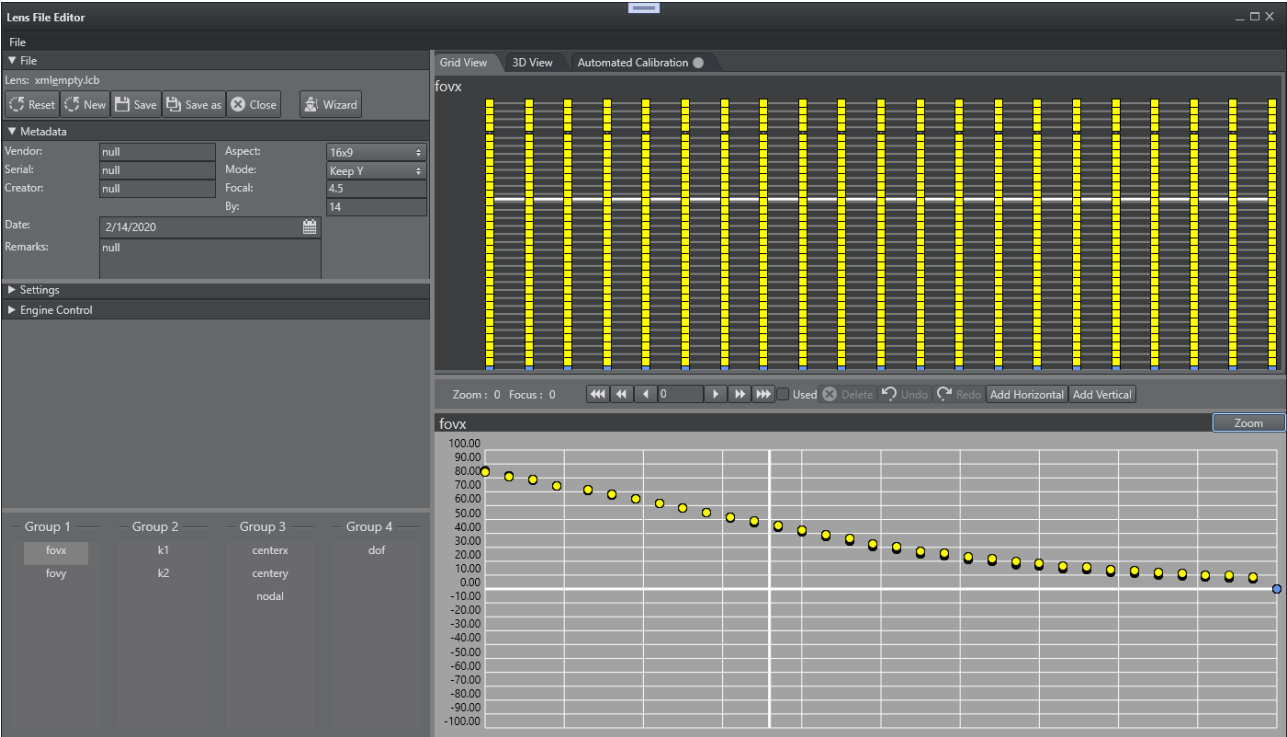 Lens File Editor
File
▼ File
Lens: xmlempty.lcb
Reset New Save Save as Close Wizard
▼ Metadata
Vendor: null Aspect: 16x9
Serial: null Mode: Keep Y
Creator: null Focal: 4.5
By: 14
Date: 2/14/2020
Remarks: null
▶ Settings
▶ Engine Control
Group 1 Group 2 Group 3 Group 4
fovx k1 centerx dof
fovy k2 centery
nodal
Grid View 3D View Automated Calibration
fovx
Zoom : 0 Focus : 0 0 Used Delete Undo Redo Add Horizontal Add Vertical
fovx Zoom
100.00
90.00
80.00
70.00
60.00
50.00
40.00
30.00
20.00
10.00
0.00
-10.00
-20.00
-30.00
-40.00
-50.00
-60.00
-70.00
-80.00
-90.00
-100.00